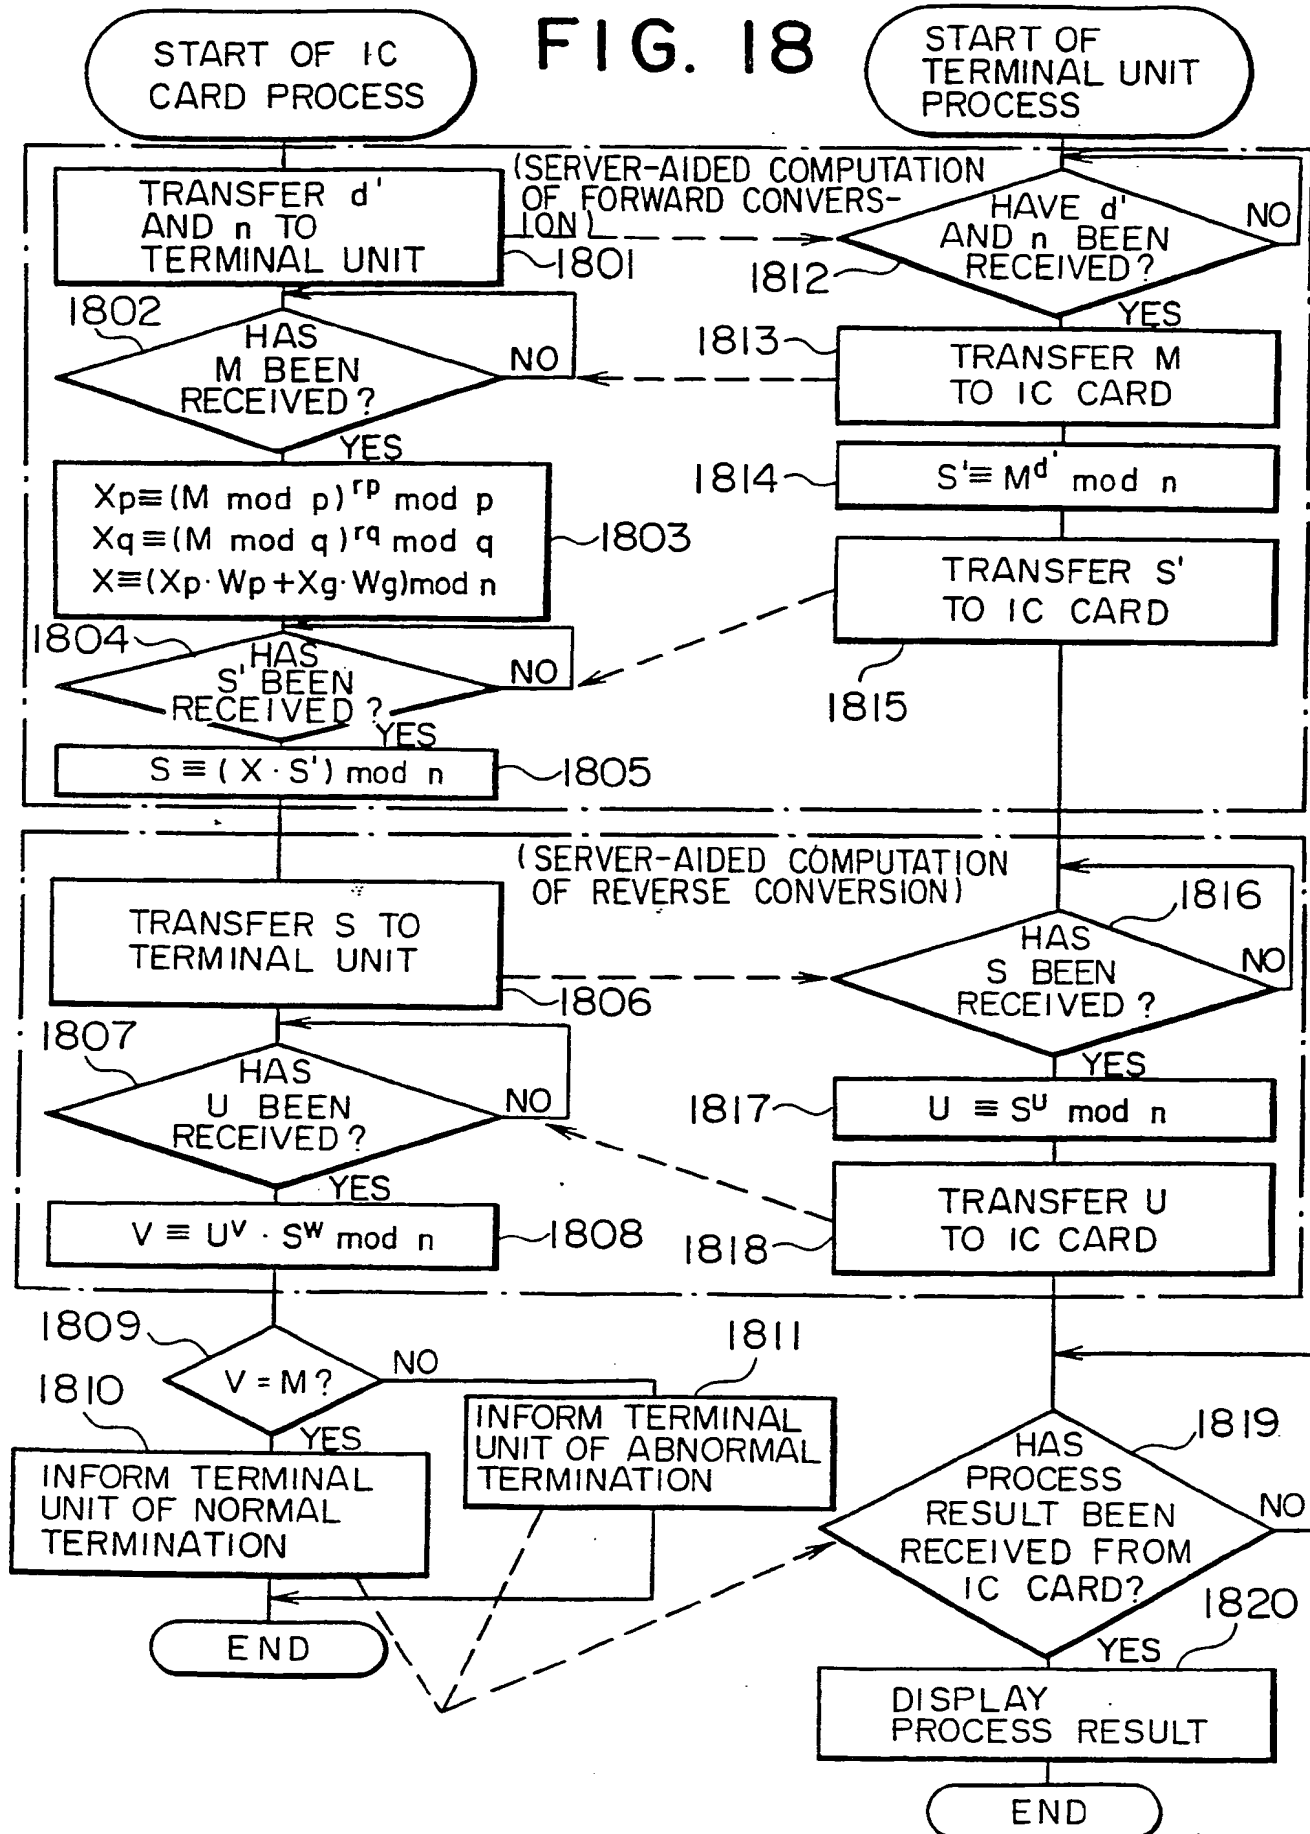 FIG. 18
START OF IC
CARD PROCESS
START OF
TERMINAL UNIT
PROCESS
(SERVER-AIDED COMPUTATION
OF FORWARD CONVERS-
ION)
TRANSFER d'
AND n TO
TERMINAL UNIT
1801
HAVE d'
AND n BEEN
RECEIVED?
NO
1812
YES
1802
HAS
M BEEN
RECEIVED?
NO
YES
1813
TRANSFER M
TO IC CARD
1814
S'≡M^d' mod n
Xp≡(M mod p)^rp mod p
Xq≡(M mod q)^rq mod q
X≡(Xp·Wp+Xg·Wg)mod n
1803
TRANSFER S'
TO IC CARD
1815
1804
HAS
S' BEEN
RECEIVED?
NO
YES
S≡(X·S') mod n
1805
(SERVER-AIDED COMPUTATION
OF REVERSE CONVERSION)
TRANSFER S TO
TERMINAL UNIT
1806
1816
HAS
S BEEN
RECEIVED?
NO
YES
1807
HAS
U BEEN
RECEIVED?
NO
YES
1817
U ≡ S^U mod n
V ≡ U^V · S^W mod n
1808
1818
TRANSFER U
TO IC CARD
1809
V=M?
NO
YES
1810
INFORM TERMINAL
UNIT OF NORMAL
TERMINATION
1811
INFORM TERMINAL
UNIT OF ABNORMAL
TERMINATION
END
1819
HAS
PROCESS
RESULT BEEN
RECEIVED FROM
IC CARD?
NO
YES
1820
DISPLAY
PROCESS RESULT
END